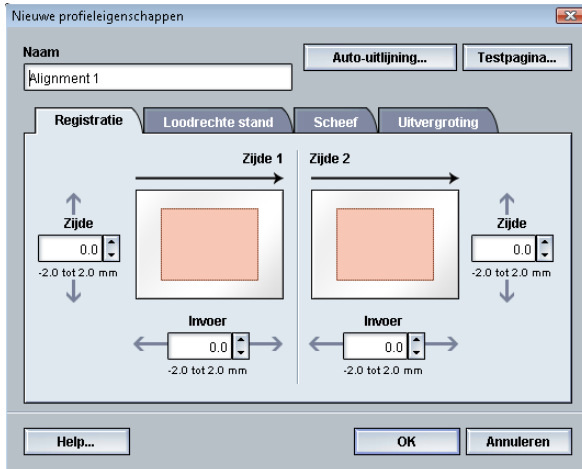 Nieuwe profieleigenschappen
Naam
Auto-uitlijning...
Testpagina...
Alignment 1
Registratie
Loodrechte stand
Scheef
Uitvergroting
Zijde 1
Zijde 2
Zijde
0.0
-2.0 tot 2.0 mm
Zijde
0.0
-2.0 tot 2.0 mm
Invoer
0.0
-2.0 tot 2.0 mm
Invoer
0.0
-2.0 tot 2.0 mm
Help...
OK
Annuleren